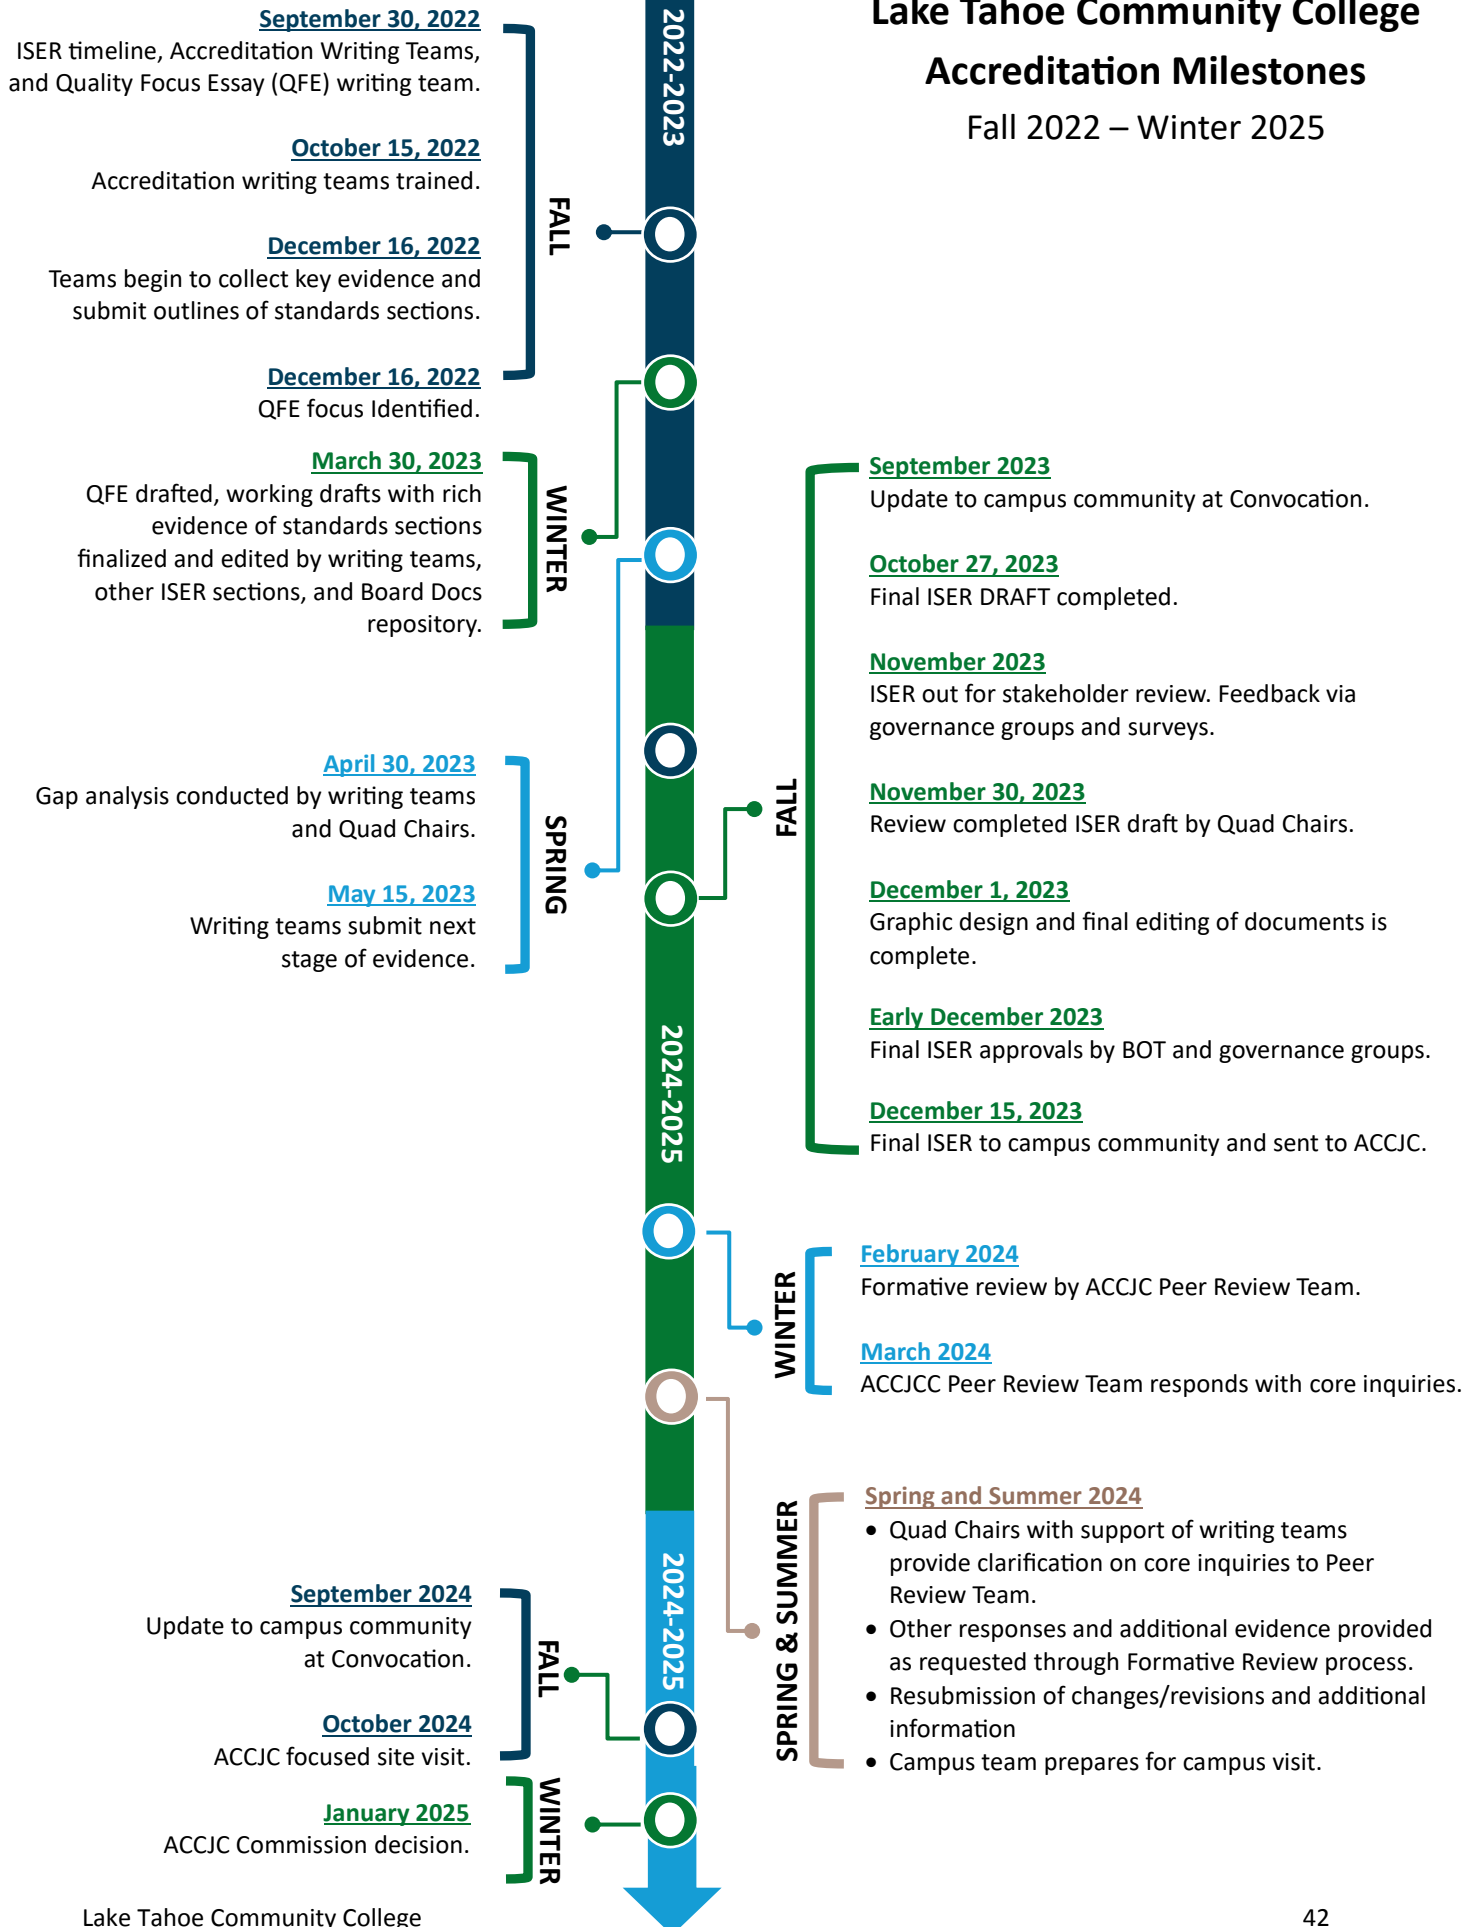 Lake Tahoe Community College
Accreditation Milestones
Fall 2022 – Winter 2025
2022-2023
September 30, 2022
ISER timeline, Accreditation Writing Teams,
and Quality Focus Essay (QFE) writing team.
October 15, 2022
Accreditation writing teams trained.
December 16, 2022
Teams begin to collect key evidence and
submit outlines of standards sections.
December 16, 2022
QFE focus Identified.
FALL
March 30, 2023
QFE drafted, working drafts with rich
evidence of standards sections
finalized and edited by writing teams,
other ISER sections, and Board Docs
repository.
WINTER
April 30, 2023
Gap analysis conducted by writing teams
and Quad Chairs.
May 15, 2023
Writing teams submit next
stage of evidence.
SPRING
2024-2025
FALL
September 2023
Update to campus community at Convocation.
October 27, 2023
Final ISER DRAFT completed.
November 2023
ISER out for stakeholder review. Feedback via
governance groups and surveys.
November 30, 2023
Review completed ISER draft by Quad Chairs.
December 1, 2023
Graphic design and final editing of documents is
complete.
Early December 2023
Final ISER approvals by BOT and governance groups.
December 15, 2023
Final ISER to campus community and sent to ACCJC.
WINTER
February 2024
Formative review by ACCJC Peer Review Team.
March 2024
ACCJCC Peer Review Team responds with core inquiries.
SPRING & SUMMER
Spring and Summer 2024
• Quad Chairs with support of writing teams
provide clarification on core inquiries to Peer
Review Team.
• Other responses and additional evidence provided
as requested through Formative Review process.
• Resubmission of changes/revisions and additional
information
• Campus team prepares for campus visit.
2024-2025
September 2024
Update to campus community
at Convocation.
October 2024
ACCJC focused site visit.
FALL
January 2025
ACCJC Commission decision.
WINTER
Lake Tahoe Community College
42